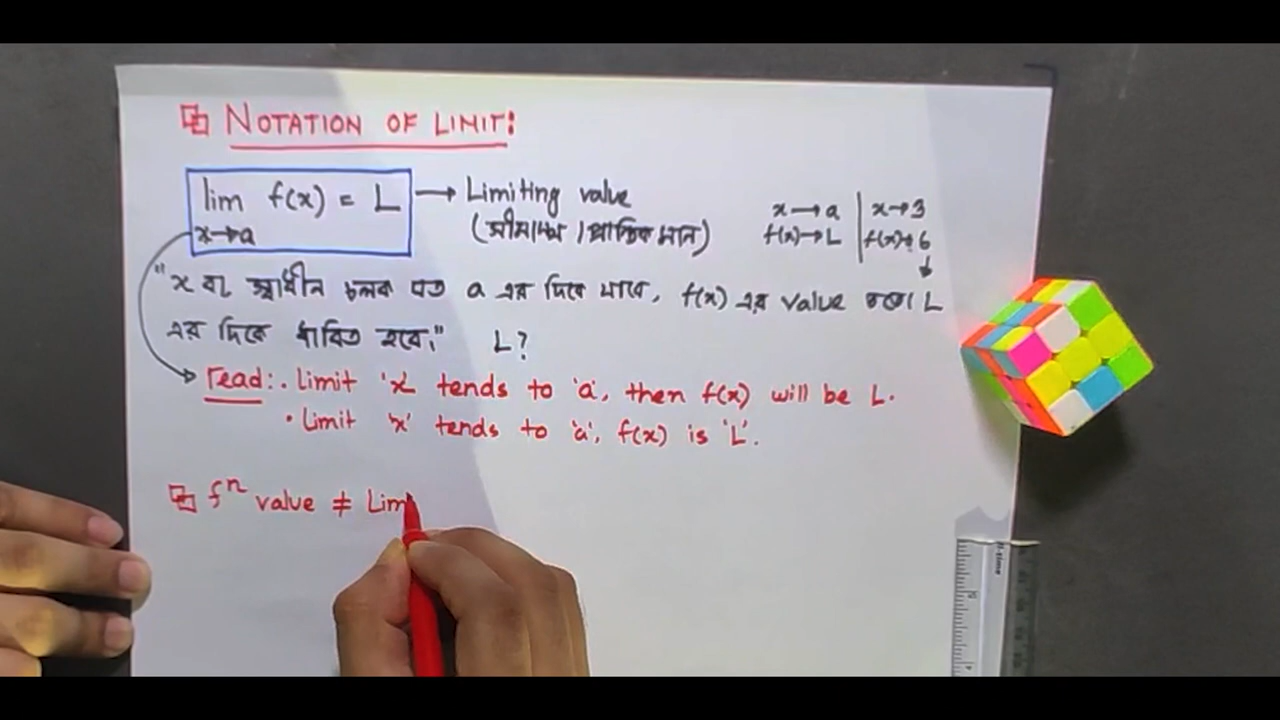 NOTATION OF LIMIT:
lim f(x) = L → Limiting value
x→a
(সীমাস্থ / প্রান্তিক মান)
x→a | x→3
f(x)→L | f(x)→6
"x বা স্বাধীন চলক যত a এর দিকে যাবে, f(x) এর value ততো L
এর দিকে ধাবিত হবে।" L?
read: • Limit 'x' tends to 'a', then f(x) will be L.
• Limit 'x' tends to 'a', f(x) is 'L'.
fⁿ value ≠ Lim